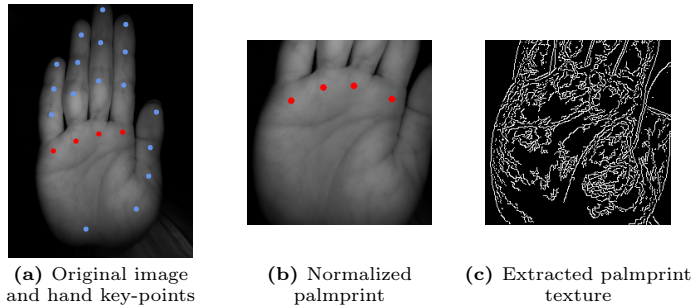 (a) Original image
and hand key-points
(b) Normalized
palmprint
(c) Extracted palmprint
texture